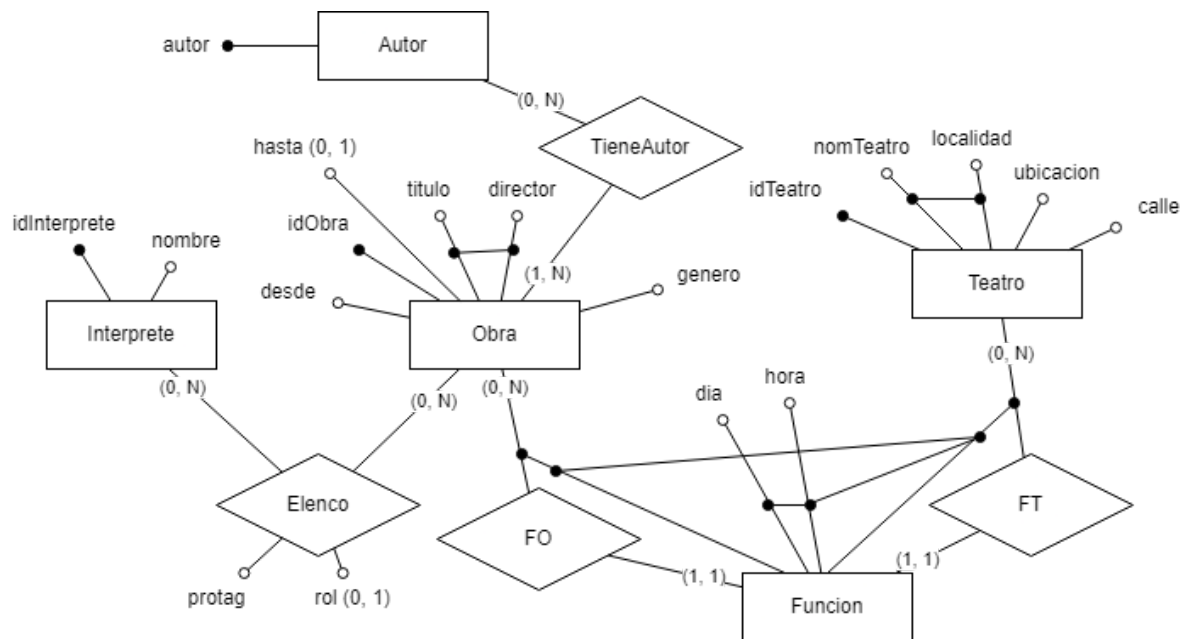 autor
Autor
(0, N)
TieneAutor
hasta (0, 1)
titulo
director
idObra
desde
(1, N)
genero
Obra
idInterprete
nombre
Interprete
nomTeatro
localidad
idTeatro
ubicacion
calle
Teatro
(0, N)
(0, N)
(0, N)
(0, N)
dia
hora
Elenco
protag
rol (0, 1)
FO
(1, 1)
FT
(1, 1)
Funcion